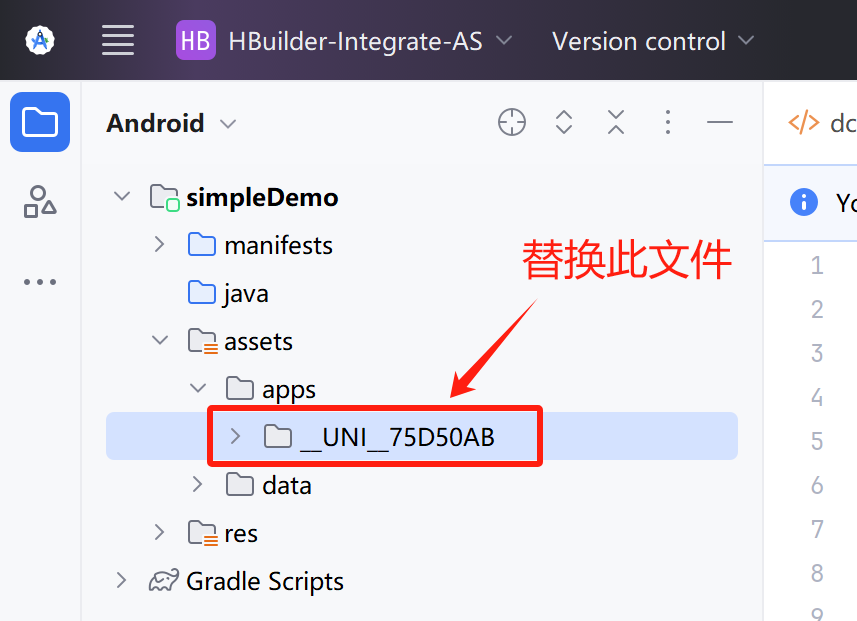 HB HBuilder-Integrate-AS Version control
Android
dc
simpleDemo
Yo
manifests
替换此文件
java
assets
apps
__UNI__75D50AB
data
res
Gradle Scripts
1
2
3
4
5
6
7
8
9